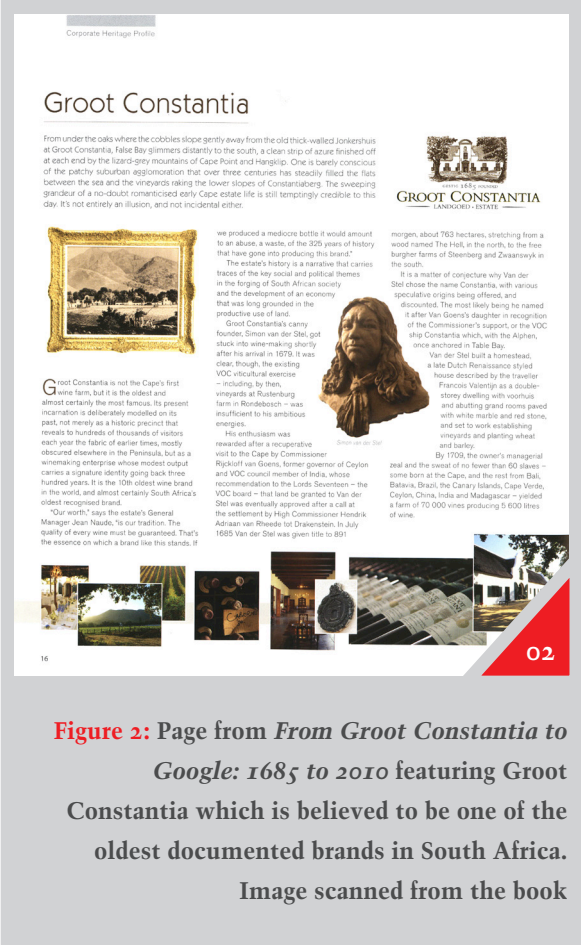 Corporate Heritage Profile
Groot Constantia
From under the oaks where the cobbles slope gently away from the old thick-walled Jonkershuis
at Groot Constantia, False Bay glimmers distantly to the south, a clean strip of azure finished off
at each end by the lizard-grey mountains of Cape Point and Hangklip. One is barely conscious
of the patchy suburban agglomoration that over three centuries has steadily filled the flats
between the sea and the vineyards raking the lower slopes of Constantiaberg. The sweeping
grandeur of a no-doubt romanticised early Cape estate life is still temptingly credible to this
day. It's not entirely an illusion, and not incidental either.
1685
GROOT CONSTANTIA
LANDGOED • ESTATE
Groot Constantia is not the Cape's first
wine farm, but it is the oldest and
almost certainly the most famous. Its present
incarnation is deliberately modelled on its
past, not merely as a historic precinct that
reveals to hundreds of thousands of visitors
each year the fabric of earlier times, mostly
obscured elsewhere in the Peninsula, but as a
winemaking enterprise whose modest output
carries a signature identity going back three
hundred years. It is the 10th oldest wine brand
in the world, and almost certainly South Africa's
oldest recognised brand.
"Our worth," says the estate's General
Manager Jean Naude, "is our tradition. The
quality of every wine must be guaranteed. That's
the essence on which a brand like this stands. If
we produced a mediocre bottle it would amount
to an abuse, a waste, of the 325 years of history
that have gone into producing this brand."
The estate's history is a narrative that carries
traces of the key social and political themes
in the forging of South African society
and the development of an economy
that was long grounded in the
productive use of land.
Groot Constantia's canny
founder, Simon van der Stel, got
stuck into wine-making shortly
after his arrival in 1679. It was
clear, though, the existing
VOC viticultural exercise
– including, by then,
vineyards at Rustenburg
farm in Rondebosch – was
insufficient to his ambitious
energies.
His enthusiasm was
rewarded after a recuperative
visit to the Cape by Commissioner
Rijckloff van Goens, former governor of Ceylon
and VOC council member of India, whose
recommendation to the Lords Seventeen – the
VOC board – that land be granted to Van der
Stel was eventually approved after a call at
the settlement by High Commissioner Hendrik
Adriaan van Rheede tot Drakenstein. In July
1685 Van der Stel was given title to 891
Simon van der Stel
morgen, about 763 hectares, stretching from a
wood named The Hell, in the north, to the free
burgher farms of Steenberg and Zwaanswyk in
the south.
It is a matter of conjecture why Van der
Stel chose the name Constantia, with various
speculative origins being offered, and
discounted. The most likely being he named
it after Van Goens's daughter in recognition
of the Commissioner's support, or the VOC
ship Constantia which, with the Alphen,
once anchored in Table Bay.
Van der Stel built a homestead,
a late Dutch Renaissance styled
house described by the traveller
Francois Valentijn as a double-
storey dwelling with voorhuis
and abutting grand rooms paved
with white marble and red stone,
and set to work establishing
vineyards and planting wheat
and barley.
By 1709, the owner's managerial
zeal and the sweat of no fewer than 60 slaves –
some born at the Cape, and the rest from Bali,
Batavia, Brazil, the Canary Islands, Cape Verde,
Ceylon, China, India and Madagascar – yielded
a farm of 70 000 vines producing 5 600 litres
of wine.
16
02
Figure 2: Page from From Groot Constantia to
Google: 1685 to 2010 featuring Groot
Constantia which is believed to be one of the
oldest documented brands in South Africa.
Image scanned from the book